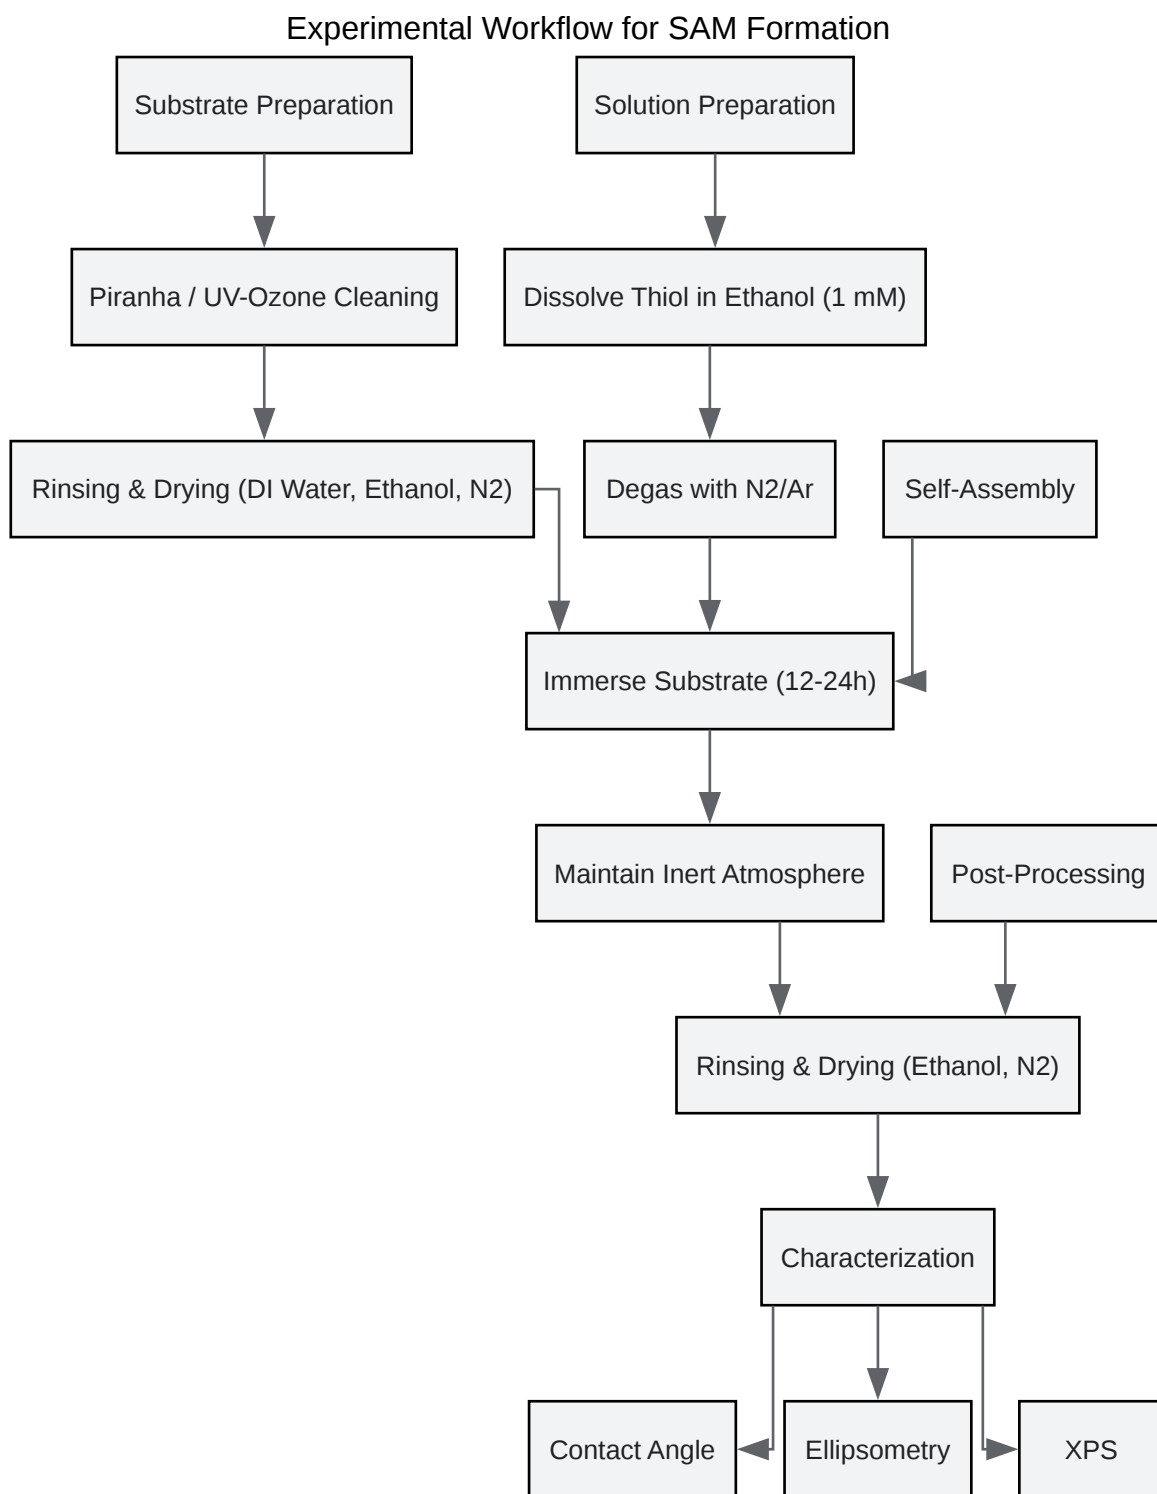 Experimental Workflow for SAM Formation
Substrate Preparation
Solution Preparation
Piranha / UV-Ozone Cleaning
Dissolve Thiol in Ethanol (1 mM)
Rinsing & Drying (DI Water, Ethanol, N2)
Degas with N2/Ar
Self-Assembly
Immerse Substrate (12-24h)
Maintain Inert Atmosphere
Post-Processing
Rinsing & Drying (Ethanol, N2)
Characterization
Contact Angle
Ellipsometry
XPS